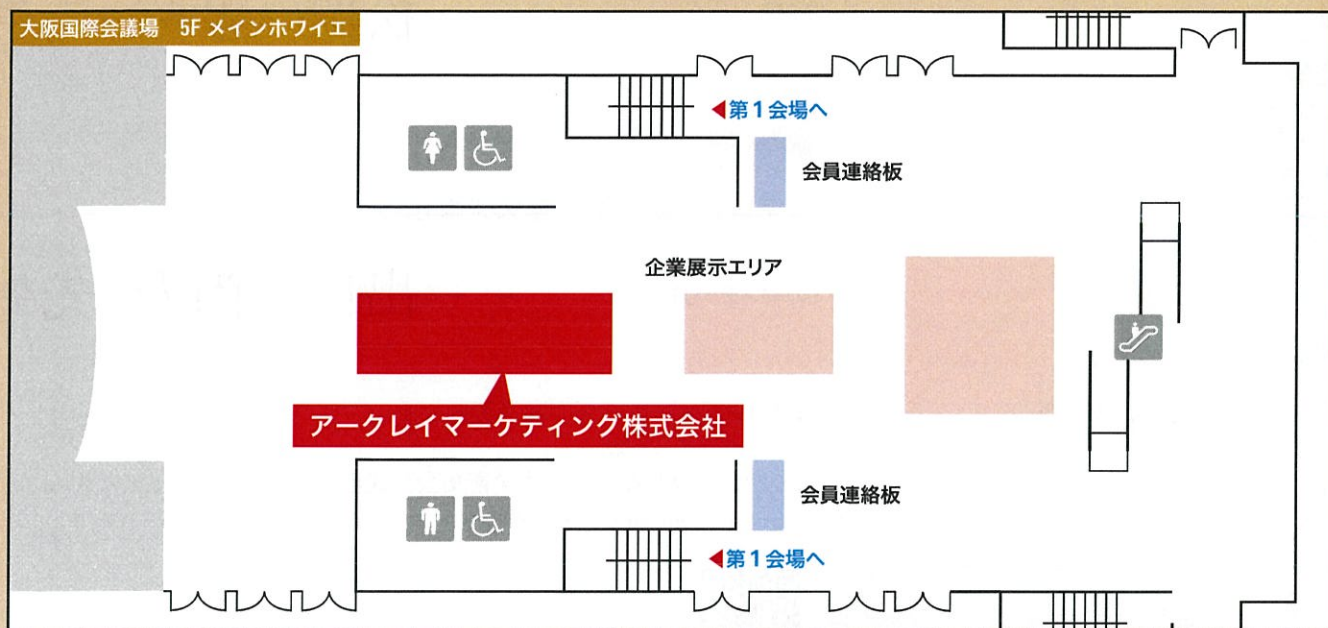 大阪国際会議場 5F メインホワイエ
◀第1会場へ
会員連絡板
企業展示エリア
アークレイマーケティング株式会社
会員連絡板
◀第1会場へ